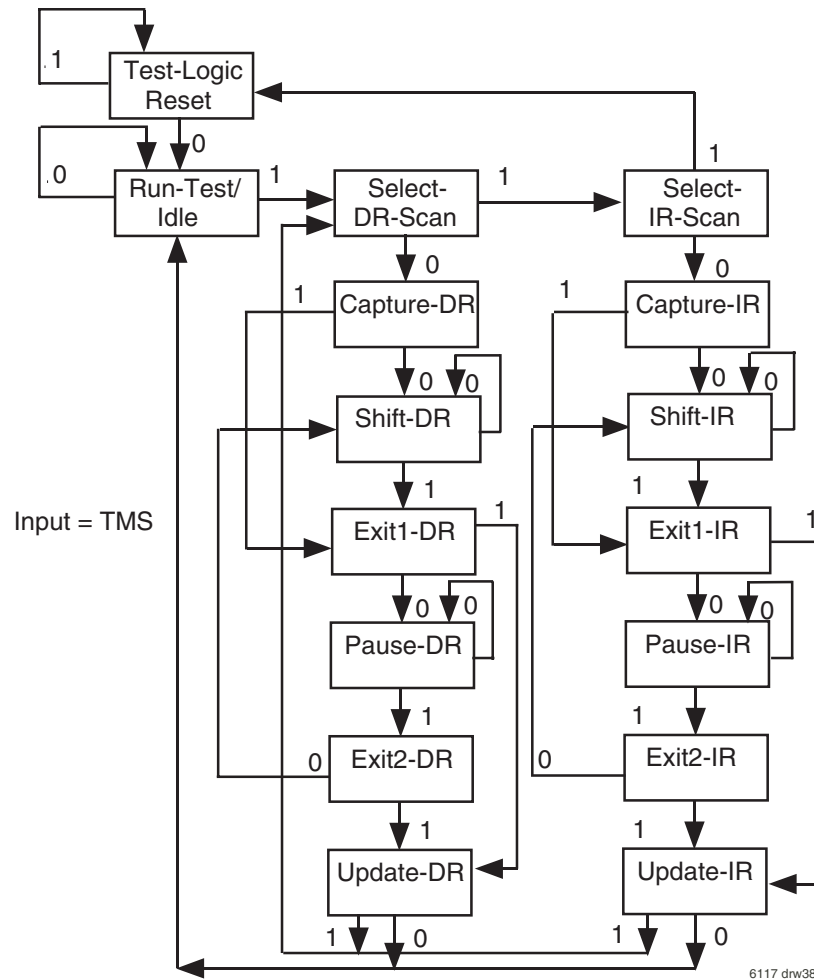 .1
Test-Logic
Reset
0
.0
Run-Test/
Idle
1
Select-
DR-Scan
1
1
Select-
IR-Scan
0
0
1
Capture-DR
1
Capture-IR
0
0
0
0
Shift-DR
Shift-IR
1
1
Input = TMS
Exit1-DR
1
Exit1-IR
1
0
0
0
0
Pause-DR
Pause-IR
1
1
0
Exit2-DR
0
Exit2-IR
1
1
Update-DR
Update-IR
1
0
1
0
6117 drw38